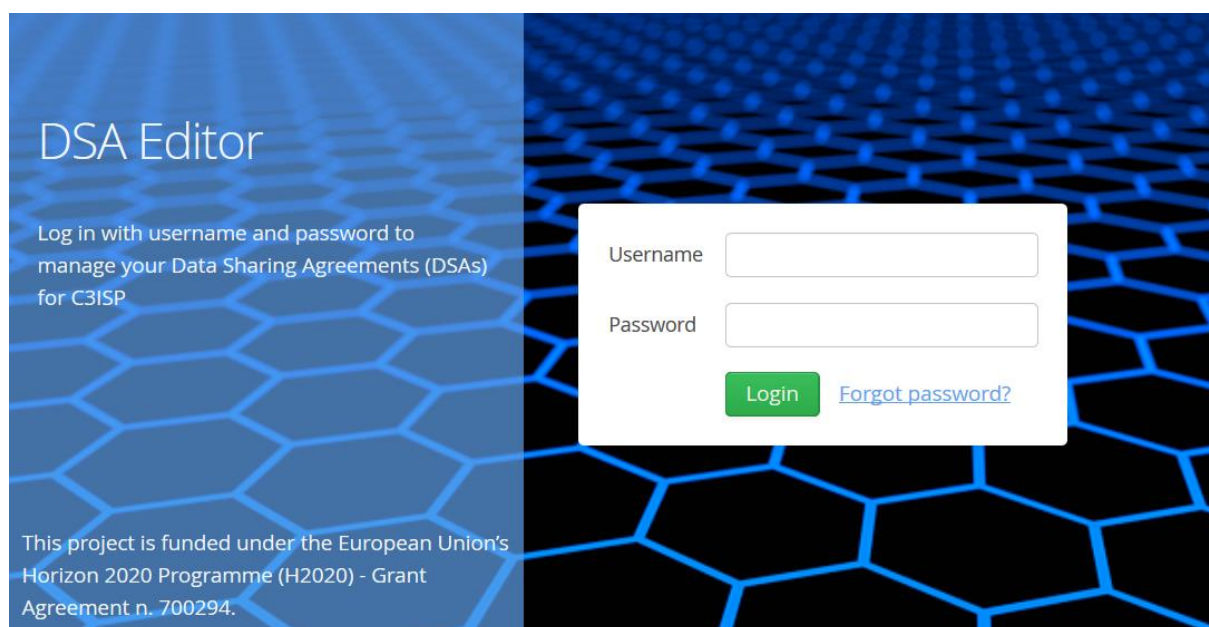 DSA Editor
Log in with username and password to
manage your Data Sharing Agreements (DSAs)
for C3ISP
Username
Password
Login Forgot password?
This project is funded under the European Union's
Horizon 2020 Programme (H2020) - Grant
Agreement n. 700294.